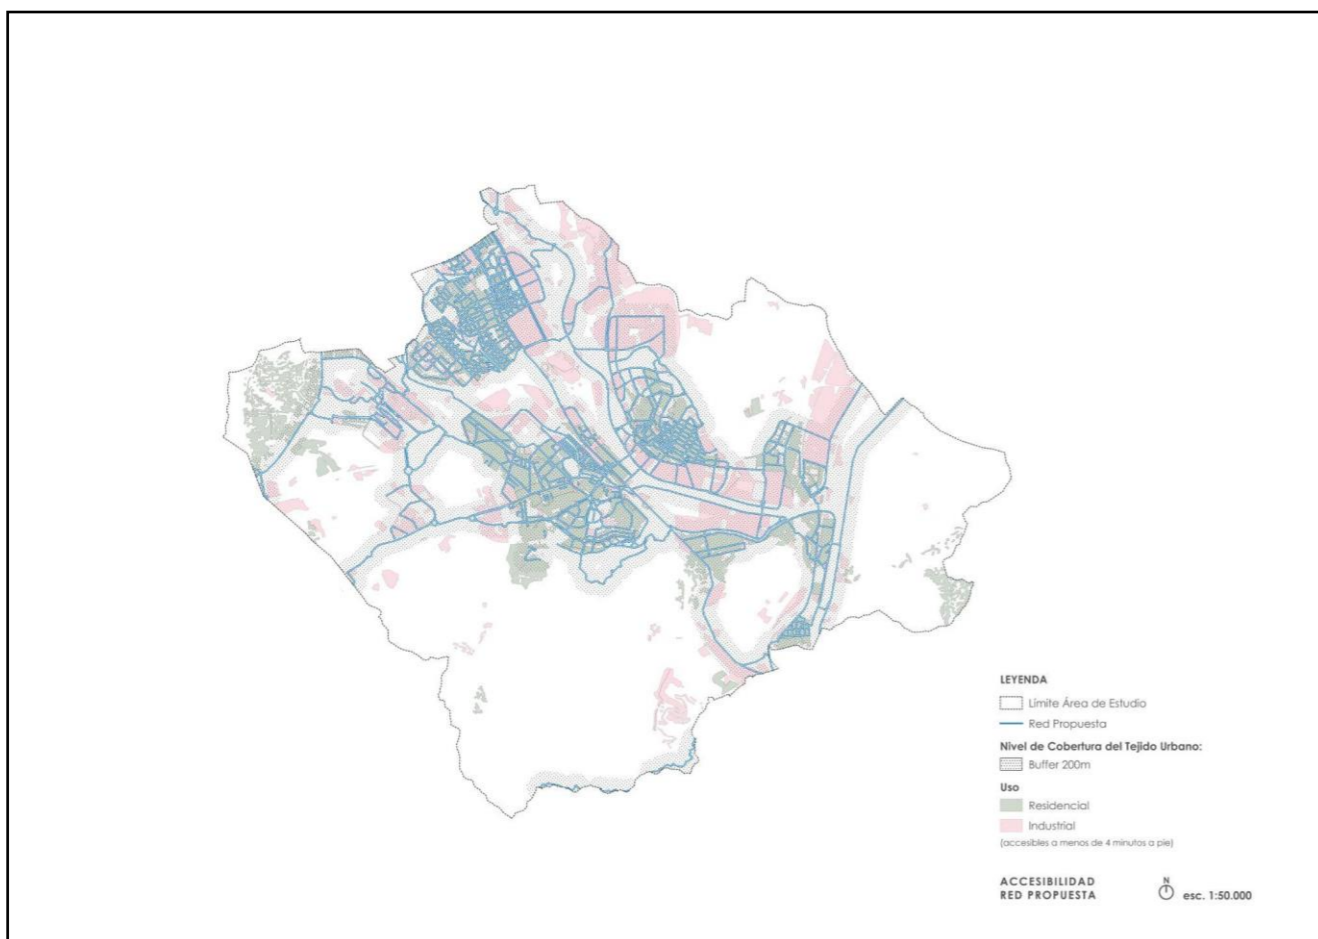 LEYENDA
Límite Área de Estudio
Red Propuesta
Nivel de Cobertura del Tejido Urbano:
Buffer 200m
Uso
Residencial
Industrial
(accesibles a menos de 4 minutos a pie)
ACCESIBILIDAD
RED PROPUESTA
N
esc. 1:50.000